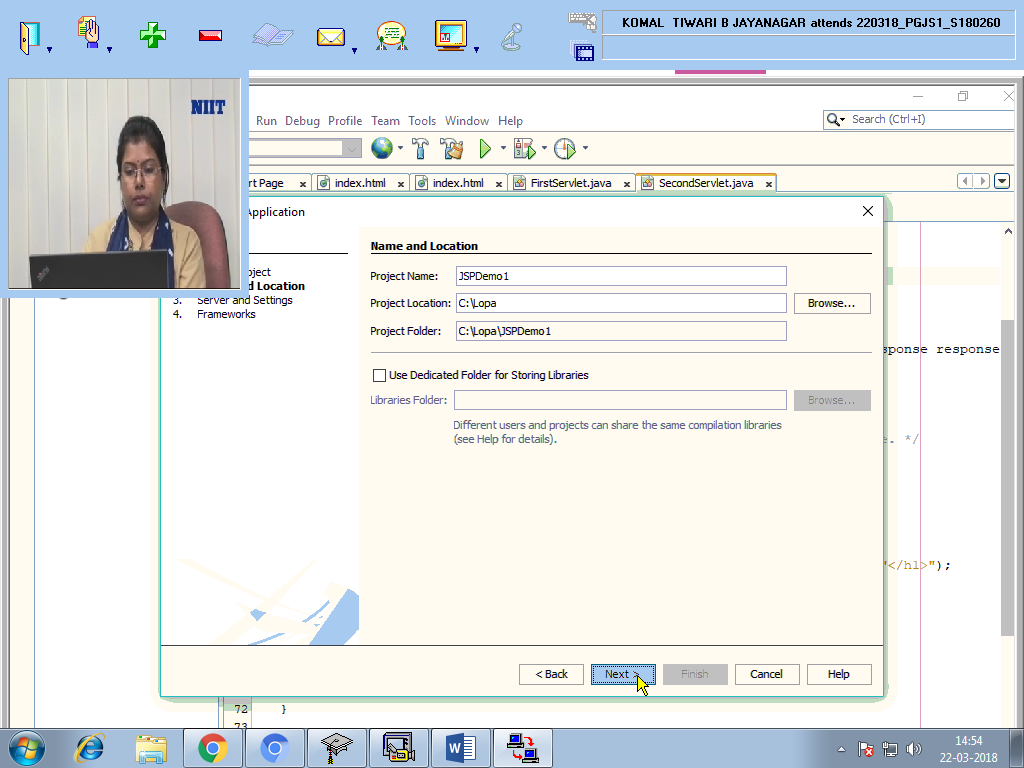 KOMAL TIWARI B JAYANAGAR attends 220318_PGJS1_S180260
NIIT
Run Debug Profile Team Tools Window Help
Search (Ctrl+I)
rt Page
index.html
index.html
FirstServlet.java
SecondServlet.java
Application
oject
d Location
3. Server and Settings
4. Frameworks
Name and Location
Project Name: JSPDemo1
Project Location: C:\Lopa
Browse...
Project Folder: C:\Lopa\JSPDemo1
Use Dedicated Folder for Storing Libraries
Libraries Folder:
Browse...
Different users and projects can share the same compilation libraries
(see Help for details).
sponse response
e. */
"</h1>");
< Back
Next >
Finish
Cancel
Help
72 }
73
14:54
22-03-2018